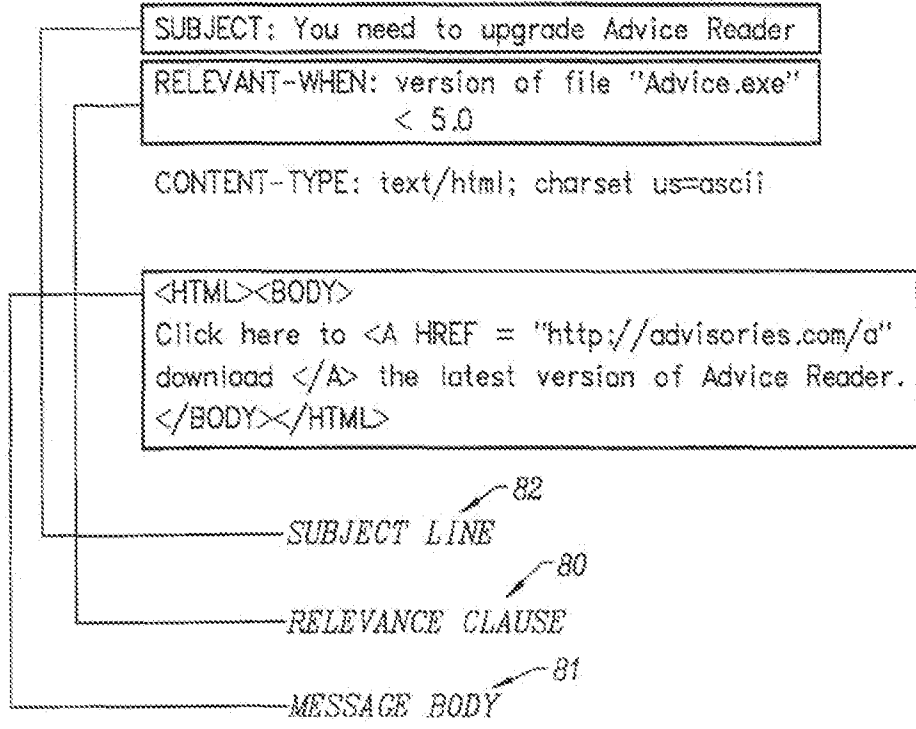 SUBJECT: You need to upgrade Advice Reader
RELEVANT-WHEN: version of file "Advice.exe"
< 5.0
CONTENT-TYPE: text/html; charset us=ascii
<HTML><BODY>
Click here to <A HREF = "http://advisories.com/a"
download </A> the latest version of Advice Reader.
</BODY></HTML>
82
SUBJECT LINE
80
RELEVANCE CLAUSE
81
MESSAGE BODY